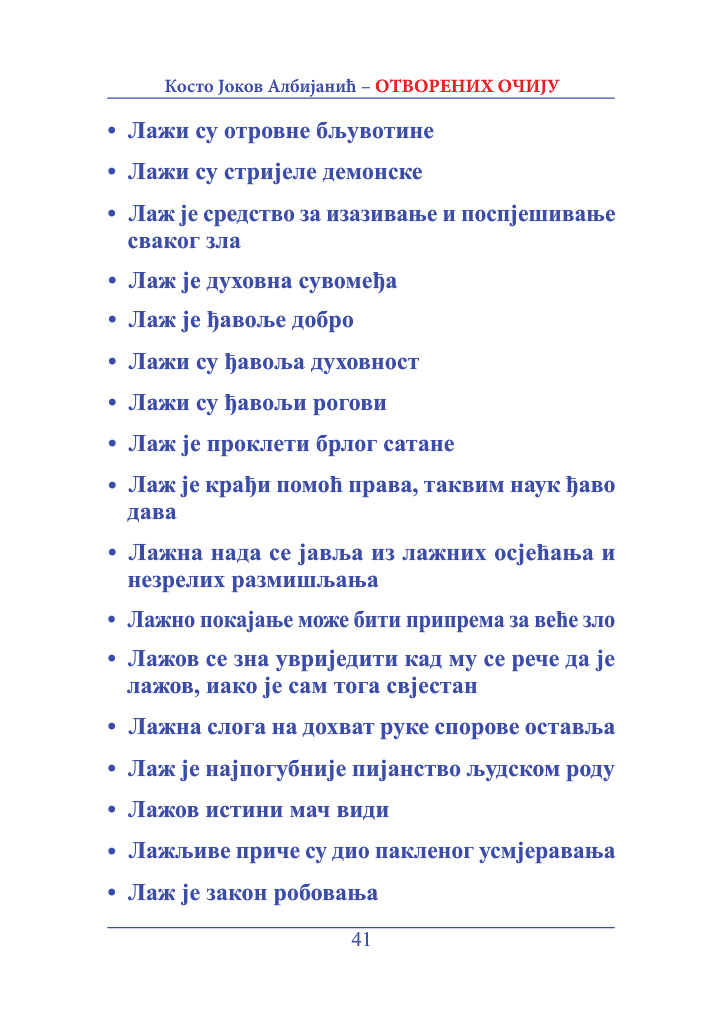 Косто Јоков Албијанић – ОТВОРЕНИХ ОЧИЈУ
• Лажи су отровне бљувотине
• Лажи су стријеле демонске
• Лаж је средство за изазивање и поспјешивање
сваког зла
• Лаж је духовна сувомеђа
• Лаж је ђавоље добро
• Лажи су ђавоља духовност
• Лажи су ђавољи рогови
• Лаж је проклети брлог сатане
• Лаж је крађи помоћ права, таквим наук ђаво
дава
• Лажна нада се јавља из лажних осјећања и
незрелих размишљања
• Лажно покајање може бити припрема за веће зло
• Лажов се зна увриједити кад му се рече да је
лажов, иако је сам тога свјестан
• Лажна слога на дохват руке спорове оставља
• Лаж је најпогубније пијанство људском роду
• Лажов истини мач види
• Лажљиве приче су дио пакленог усмјеравања
• Лаж је закон робовања
41